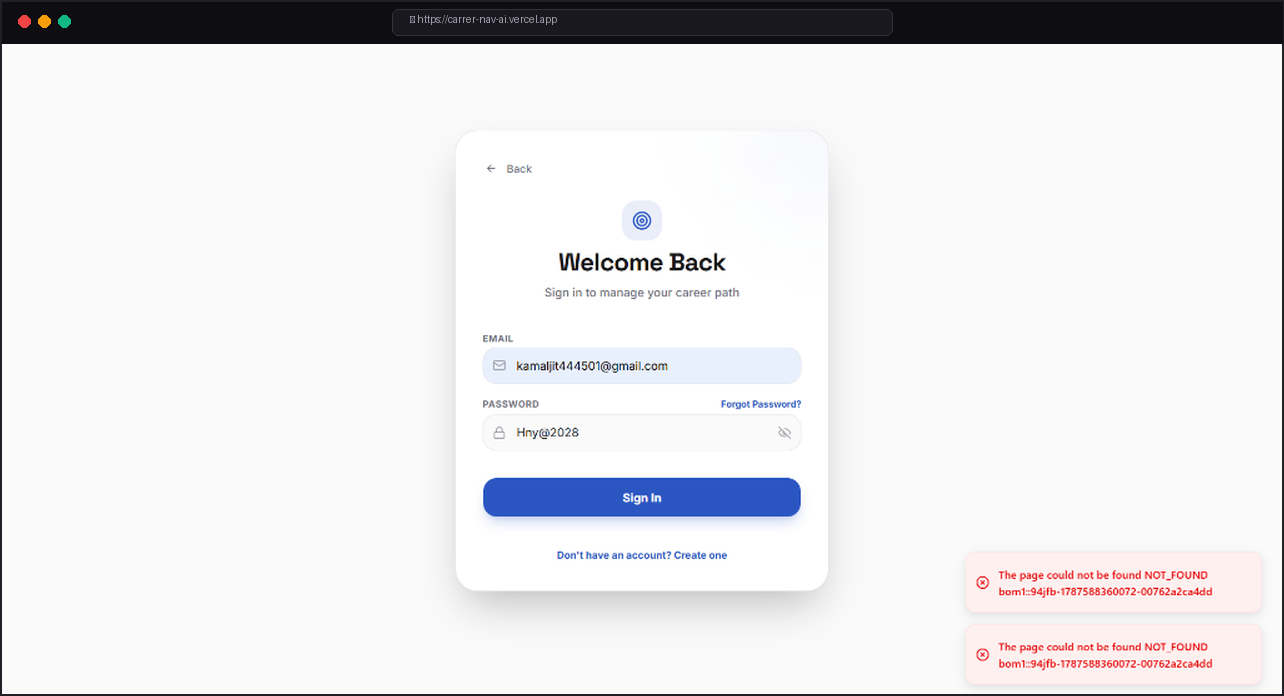 https://carrer-nav-ai.vercel.app
Back
Welcome Back
Sign in to manage your career path
EMAIL
kamaljit444501@gmail.com
PASSWORD Forgot Password?
Hny@2028
Sign In
Don't have an account? Create one
The page could not be found NOT_FOUND
bom1::94jfb-1787588360072-00762a2ca4dd
The page could not be found NOT_FOUND
bom1::94jfb-1787588360072-00762a2ca4dd